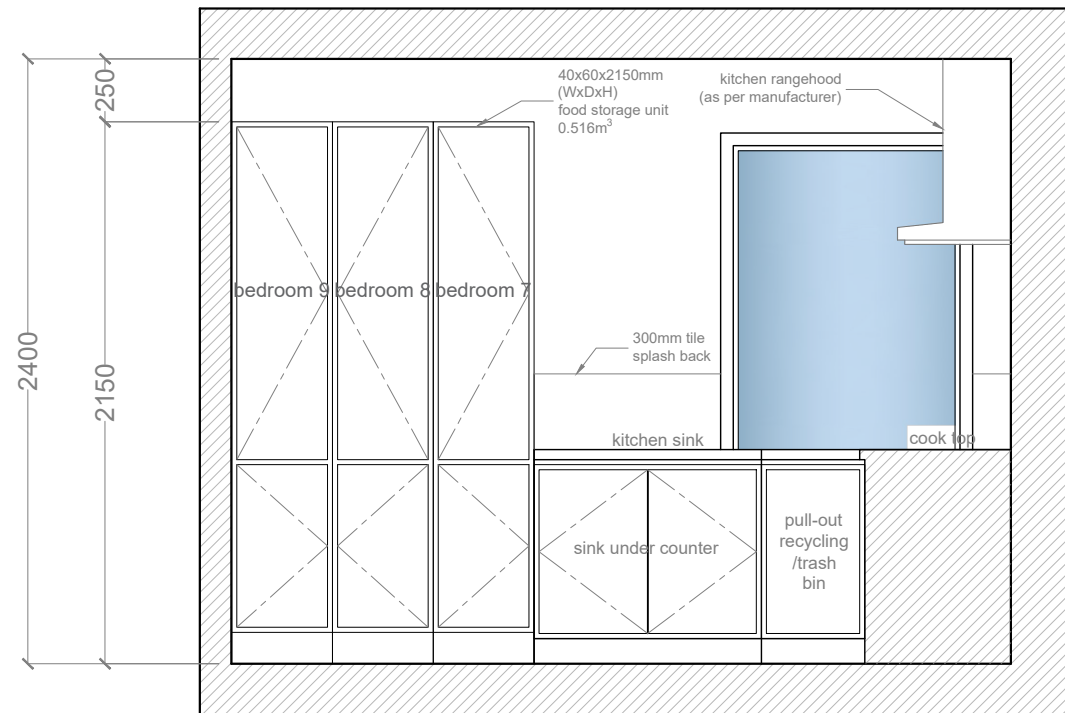 250
2400
2150
40x60x2150mm
(WxDxH)
food storage unit
0.516m³
kitchen rangehood
(as per manufacturer)
bedroom 9
bedroom 8
bedroom 7
300mm tile
splash back
kitchen sink
cook top
sink under counter
pull-out
recycling
/trash
bin